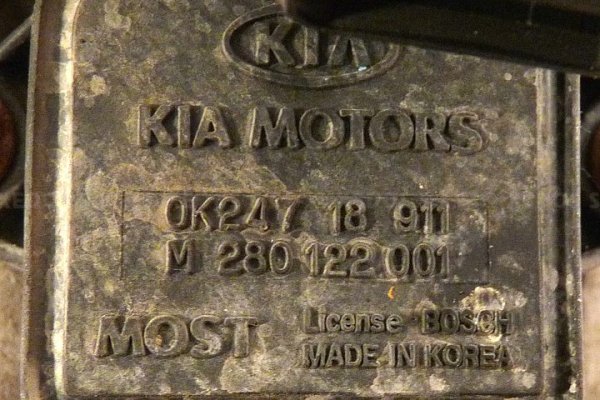 KIA
KIA MOTORS
0K247 18 911
M 280 122 001
MOST
License BOSCH
MADE IN KOREA